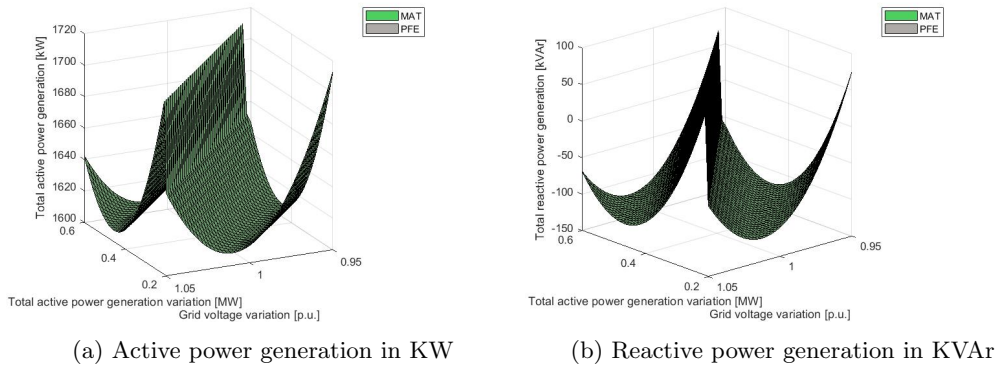 MAT
PFE
1720
1700
1680
1660
1640
1620
1600
Total active power generation [kW]
0.6
0.4
0.2
1.05
1
0.95
Total active power generation variation [MW]
Grid voltage variation [p.u.]
(a) Active power generation in KW
MAT
PFE
100
50
0
-50
-100
-150
Total reactive power generation [kVAr]
0.6
0.4
0.2
1.05
1
0.95
Total active power generation variation [MW]
Grid voltage variation [p.u.]
(b) Reactive power generation in KVAr